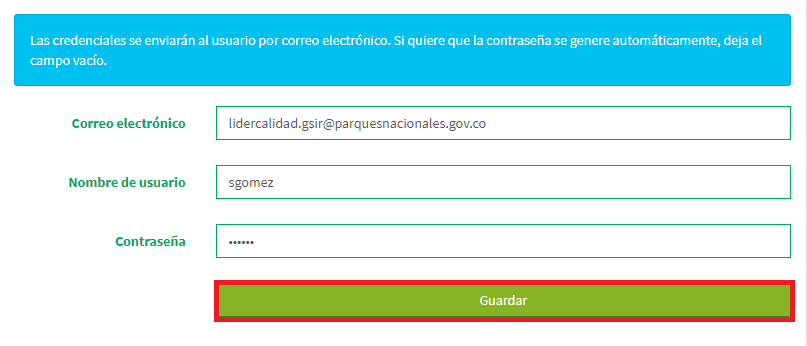 Las credenciales se enviarán al usuario por correo electrónico. Si quiere que la contraseña se genere automáticamente, deja el
campo vacío.
Correo electrónico lidercalidad.gsir@parquesnacionales.gov.co
Nombre de usuario sgomez
Contraseña ••••••
Guardar